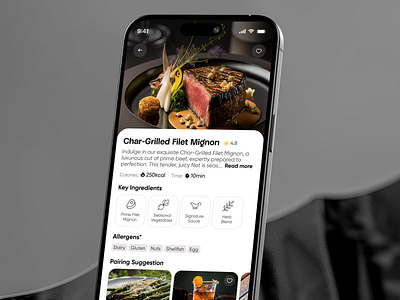 9:41
Char-Grilled Filet Mignon 4.8
Indulge in our exquisite Char-Grilled Filet Mignon, a
luxurious cut of prime beef, expertly prepared to
perfection. This tender, juicy filet is seas... Read more
Calories: 250kcal Time: 10min
Key Ingredients
Prime Filet Mignon
Seasonal Vegetables
Signature Sauce
Herb Blend
Allergens*
Dairy Gluten Nuts Shellfish Egg
Pairing Suggestion